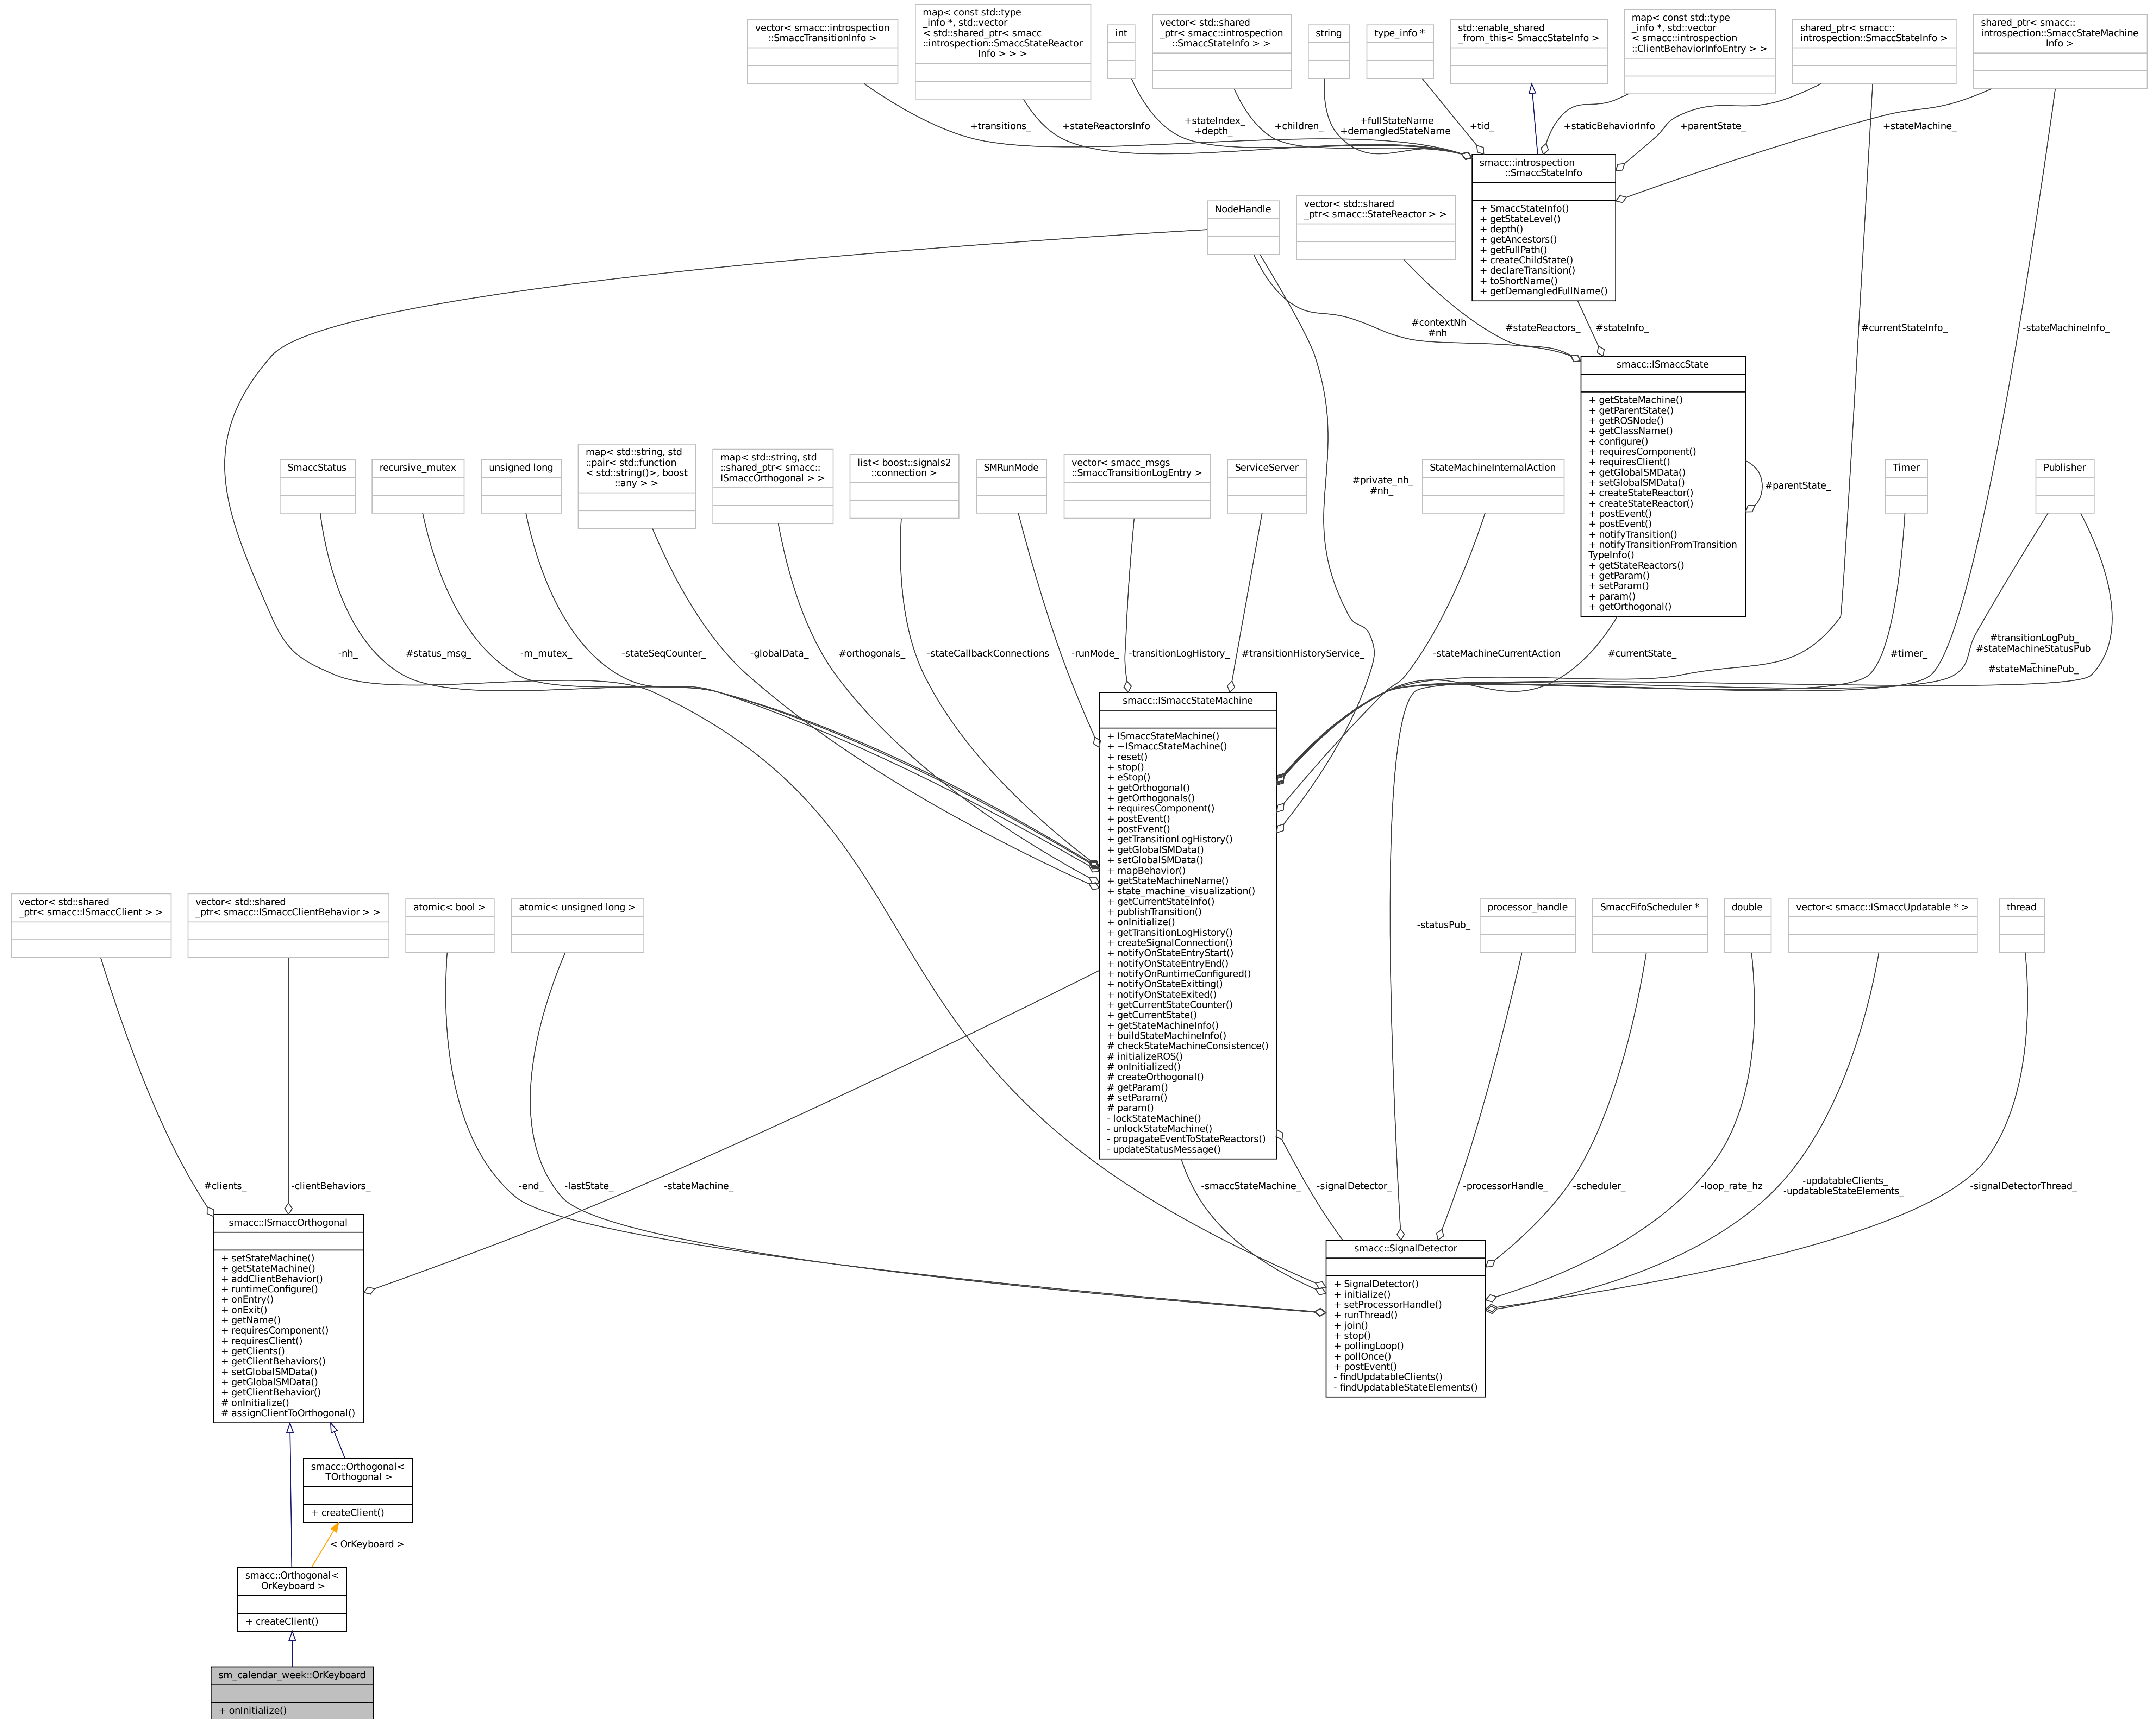 vector< smacc::introspection
::SmaccTransitionInfo >
map< const std::type
_info *, std::vector
< std::shared_ptr< smacc
::introspection::SmaccStateReactor
Info > > >
int
vector< std::shared
_ptr< smacc::introspection
::SmaccStateInfo > >
string
type_info *
std::enable_shared
_from_this< SmaccStateInfo >
map< const std::type
_info *, std::vector
< smacc::introspection
::ClientBehaviorInfoEntry > >
shared_ptr< smacc::
introspection::SmaccStateInfo >
shared_ptr< smacc::
introspection::SmaccStateMachine
Info >
+transitions_
+stateReactorsInfo
+stateIndex_
+depth_
+children_
+fullStateName
+demangledStateName
+tid_
+staticBehaviorInfo
+parentState_
+stateMachine_
smacc::introspection
::SmaccStateInfo
+ SmaccStateInfo()
+ getStateLevel()
+ depth()
+ getAncestors()
+ getFullPath()
+ createChildState()
+ declareTransition()
+ toShortName()
+ getDemangledFullName()
NodeHandle
vector< std::shared
_ptr< smacc::StateReactor > >
#contextNh
#nh
#stateReactors_
#stateInfo_
#currentStateInfo_
-stateMachineInfo_
smacc::ISmaccState
+ getStateMachine()
+ getParentState()
+ getROSNode()
+ getClassName()
+ configure()
+ requiresComponent()
+ requiresClient()
+ getGlobalSMData()
+ setGlobalSMData()
+ createStateReactor()
+ createStateReactor()
+ postEvent()
+ postEvent()
+ notifyTransition()
+ notifyTransitionFromTransition
TypeInfo()
+ getStateReactors()
+ getParam()
+ setParam()
+ param()
+ getOrthogonal()
#parentState_
SmaccStatus
recursive_mutex
unsigned long
map< std::string, std
::pair< std::function
< std::string()>, boost
::any > >
map< std::string, std
::shared_ptr< smacc::
ISmaccOrthogonal > >
list< boost::signals2
::connection >
SMRunMode
vector< smacc_msgs
::SmaccTransitionLogEntry >
ServiceServer
#private_nh_
#nh_
StateMachineInternalAction
Timer
Publisher
-nh_
#status_msg_
-m_mutex_
-stateSeqCounter_
-globalData_
#orthogonals_
-stateCallbackConnections
-runMode_
-transitionLogHistory_
#transitionHistoryService_
-stateMachineCurrentAction
#currentState_
#timer_
#transitionLogPub_
#stateMachineStatusPub
_
#stateMachinePub_
smacc::ISmaccStateMachine
+ ISmaccStateMachine()
+ ~ISmaccStateMachine()
+ reset()
+ stop()
+ eStop()
+ getOrthogonal()
+ getOrthogonals()
+ requiresComponent()
+ postEvent()
+ postEvent()
+ getTransitionLogHistory()
+ getGlobalSMData()
+ setGlobalSMData()
+ mapBehavior()
+ getStateMachineName()
+ state_machine_visualization()
+ getCurrentStateInfo()
+ publishTransition()
+ onInitialize()
+ getTransitionLogHistory()
+ createSignalConnection()
+ notifyOnStateEntryStart()
+ notifyOnStateEntryEnd()
+ notifyOnRuntimeConfigured()
+ notifyOnStateExitting()
+ notifyOnStateExited()
+ getCurrentStateCounter()
+ getCurrentState()
+ getStateMachineInfo()
+ buildStateMachineInfo()
# checkStateMachineConsistence()
# initializeROS()
# onInitialized()
# createOrthogonal()
# getParam()
# setParam()
# param()
- lockStateMachine()
- unlockStateMachine()
- propagateEventToStateReactors()
- updateStatusMessage()
vector< std::shared
_ptr< smacc::ISmaccClient > >
vector< std::shared
_ptr< smacc::ISmaccClientBehavior > >
atomic< bool >
atomic< unsigned long >
-statusPub_
processor_handle
SmaccFifoScheduler *
double
vector< smacc::ISmaccUpdatable * >
thread
#clients_
-clientBehaviors_
-end_
-lastState_
-stateMachine_
-smaccStateMachine_
-signalDetector_
-processorHandle_
-scheduler_
-loop_rate_hz
-updatableClients_
-updatableStateElements_
-signalDetectorThread_
smacc::ISmaccOrthogonal
+ setStateMachine()
+ getStateMachine()
+ addClientBehavior()
+ runtimeConfigure()
+ onEntry()
+ onExit()
+ getName()
+ requiresComponent()
+ requiresClient()
+ getClients()
+ getClientBehaviors()
+ setGlobalSMData()
+ getGlobalSMData()
+ getClientBehavior()
# onInitialize()
# assignClientToOrthogonal()
smacc::SignalDetector
+ SignalDetector()
+ initialize()
+ setProcessorHandle()
+ runThread()
+ join()
+ stop()
+ pollingLoop()
+ pollOnce()
+ postEvent()
- findUpdatableClients()
- findUpdatableStateElements()
smacc::Orthogonal<
TOrthogonal >
+ createClient()
< OrKeyboard >
smacc::Orthogonal<
OrKeyboard >
+ createClient()
sm_calendar_week::OrKeyboard
+ onInitialize()